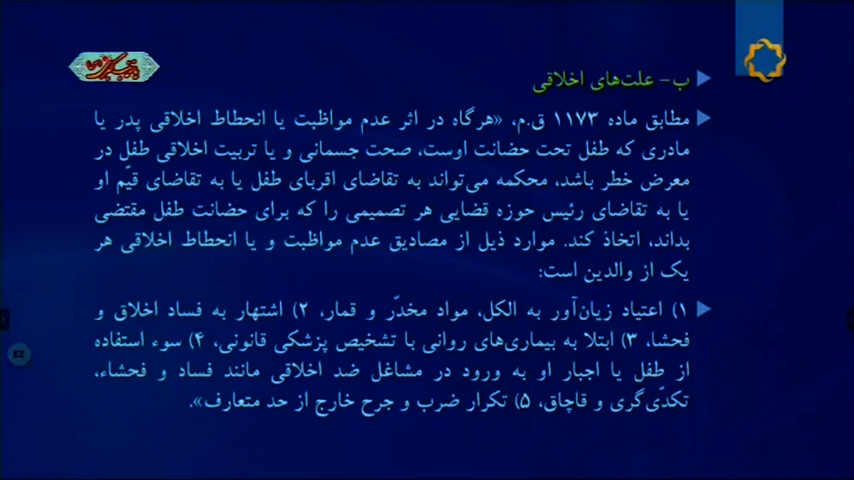 ب- علت‌های اخلاقی
مطابق ماده ۱۱۷۳ ق.م، «هرگاه در اثر عدم مواظبت یا انحطاط اخلاقی پدر یا
مادری که طفل تحت حضانت اوست، صحت جسمانی و یا تربیت اخلاقی طفل در
معرض خطر باشد، محکمه می‌تواند به تقاضای اقربای طفل یا به تقاضای قیّم او
یا به تقاضای رئیس حوزه قضایی هر تصمیمی را که برای حضانت طفل مقتضی
بداند، اتخاذ کند. موارد ذیل از مصادیق عدم مواظبت و یا انحطاط اخلاقی هر
یک از والدین است:
۱) اعتیاد زیان‌آور به الکل، مواد مخدّر و قمار، ۲) اشتهار به فساد اخلاق و
فحشا، ۳) ابتلا به بیماری‌های روانی با تشخیص پزشکی قانونی، ۴) سوء استفاده
از طفل یا اجبار او به ورود در مشاغل ضد اخلاقی مانند فساد و فحشاء،
تکدّی‌گری و قاچاق، ۵) تکرار ضرب و جرح خارج از حد متعارف».
E2